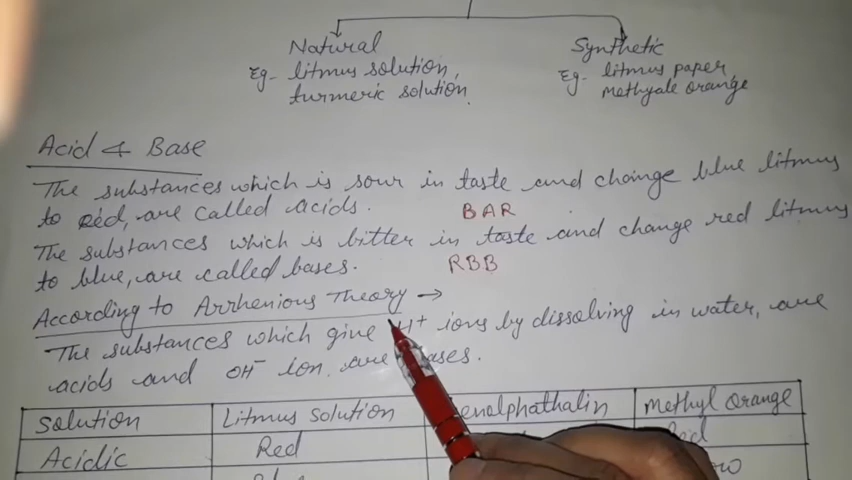 Natural Synthetic
Eg- litmus solution, Eg- litmus paper,
turmeric solution. methyale orange
Acid & Base
The substances which is sour in taste and change blue litmus
to red, are called acids. BAR
The substances which is bitter in taste and change red litmus
to blue, are called bases. RBB
According to Arrhenious Theory →
The substances which give H+ ions by dissolving in water, are
acids and OH- ion. are bases.
Solution Litmus Solution enalphathalin Methyl Orange
Acidic Red